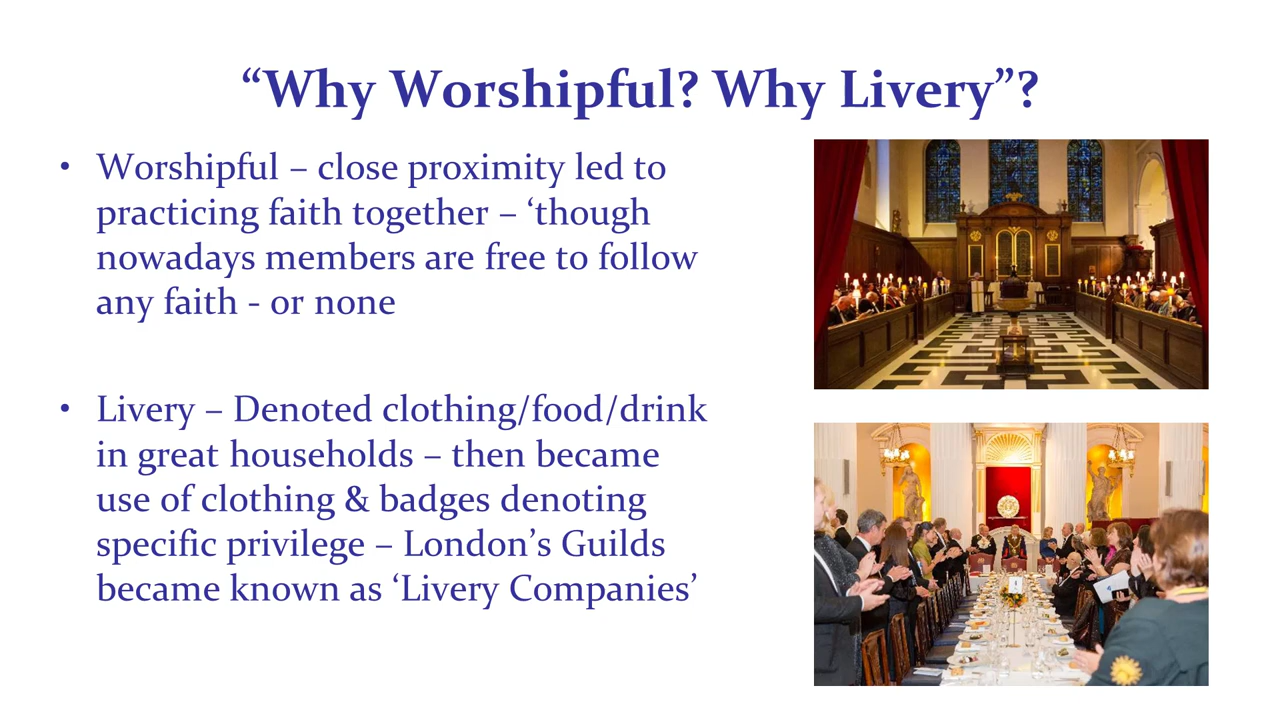 “Why Worshipful? Why Livery”?
• Worshipful – close proximity led to
practicing faith together – ‘though
nowadays members are free to follow
any faith - or none
• Livery – Denoted clothing/food/drink
in great households – then became
use of clothing & badges denoting
specific privilege – London’s Guilds
became known as ‘Livery Companies’